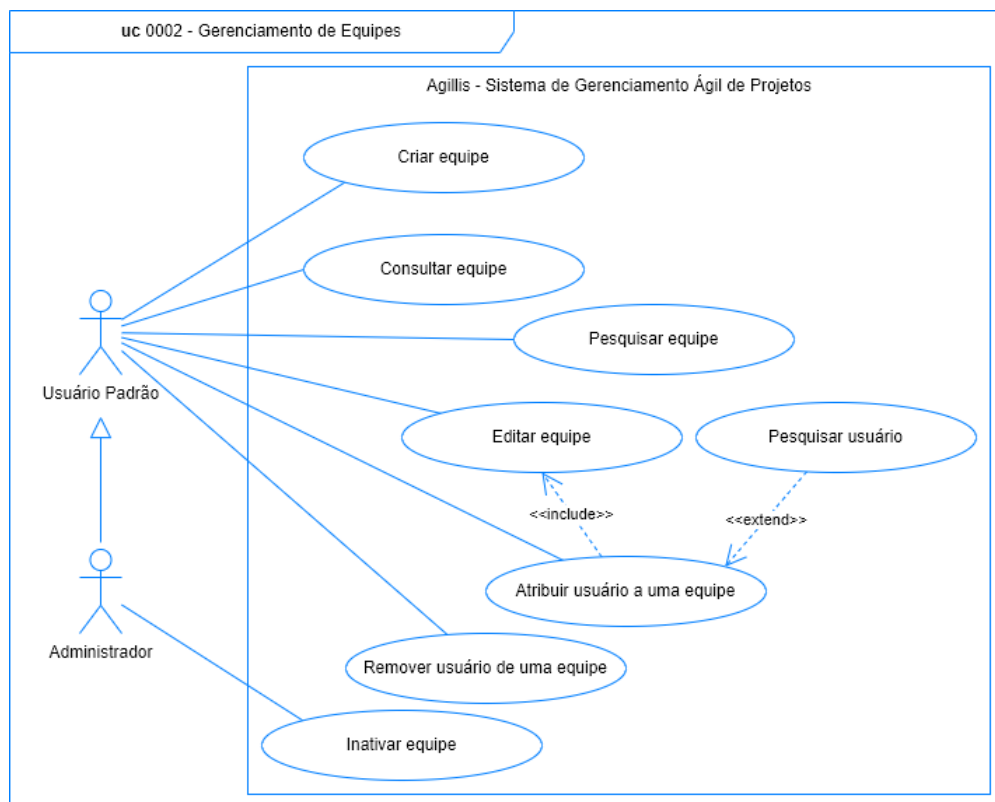 uc 0002 - Gerenciamento de Equipes
Agillis - Sistema de Gerenciamento Ágil de Projetos
Criar equipe
Consultar equipe
Pesquisar equipe
Usuário Padrão
Editar equipe
Pesquisar usuário
<<include>>
<<extend>>
Atribuir usuário a uma equipe
Administrador
Remover usuário de uma equipe
Inativar equipe